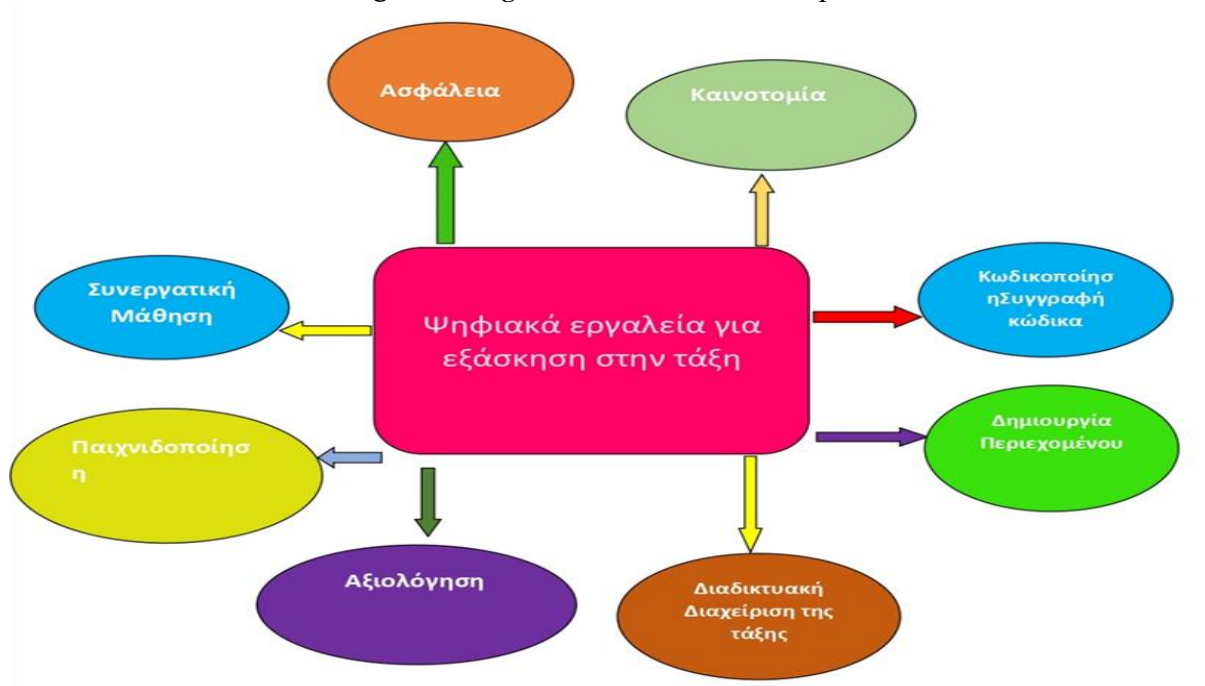 Ασφάλεια
Καινοτομία
Συνεργατική
Μάθηση
Ψηφιακά εργαλεία για
εξάσκηση στην τάξη
Κωδικοποίησ
ηΣυγγραφή
κώδικα
Παιχνιδοποίησ
η
Δημιουργία
Περιεχομένου
Αξιολόγηση
Διαδικτυακή
Διαχείριση της
τάξης